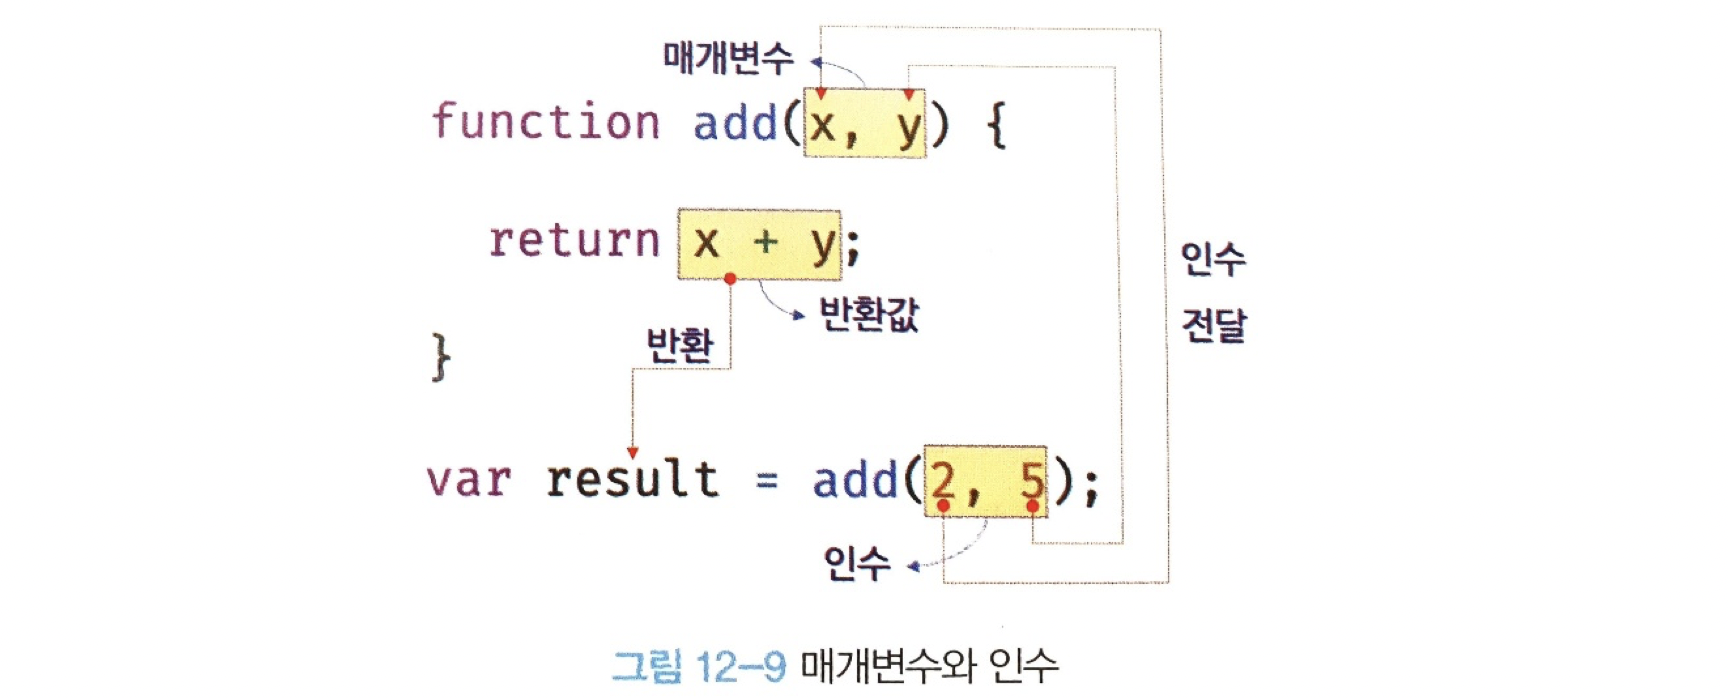 매개변수
function add(x, y) {
return x + y;
반환값
반환
}
인수
전달
var result = add(2, 5);
인수
그림 12-9 매개변수와 인수